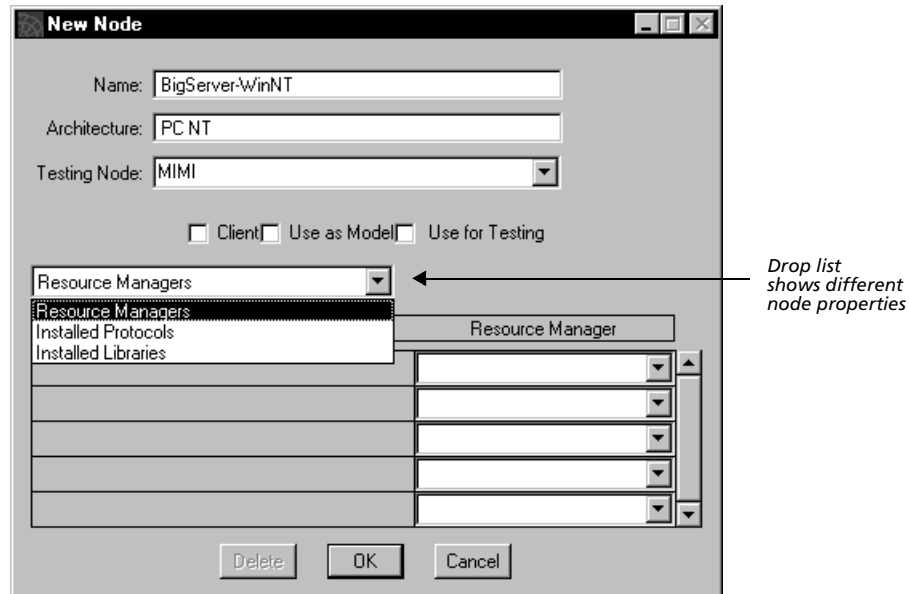 New Node
Name: BigServer-WinNT
Architecture: PC NT
Testing Node: MIMI
Client Use as Model Use for Testing
Resource Managers
Drop list
shows different
node properties
Resource Managers
Installed Protocols
Installed Libraries
Resource Manager
Delete OK Cancel